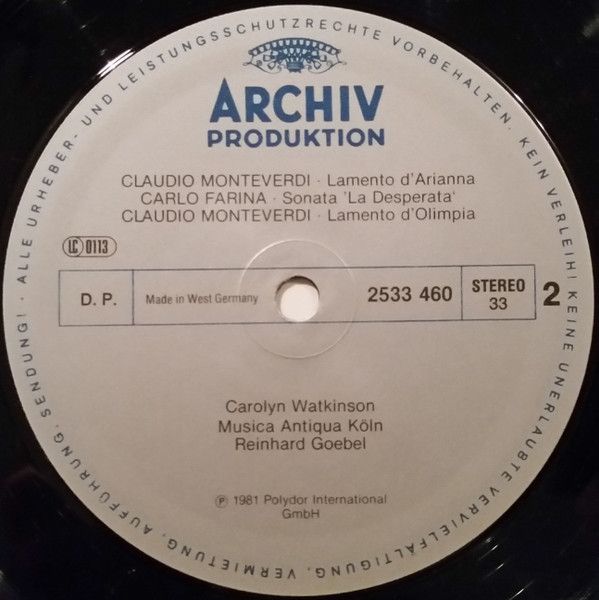 ALLE URHEBER- UND LEISTUNGSSCHUTZRECHTE VORBEHALTEN. KEIN VERLEIH! KEINE UNERLAUBTE VERVIELFÄLTIGUNG, VERMIETUNG, AUFFÜHRUNG, SENDUNG! ·
ARCHIV
PRODUKTION
CLAUDIO MONTEVERDI · Lamento d'Arianna
CARLO FARINA · Sonata 'La Desperata'
CLAUDIO MONTEVERDI · Lamento d'Olimpia
LC 0113
D. P. Made in West Germany 2533 460 STEREO 33 2
Carolyn Watkinson
Musica Antiqua Köln
Reinhard Goebel
℗ 1981 Polydor International
GmbH